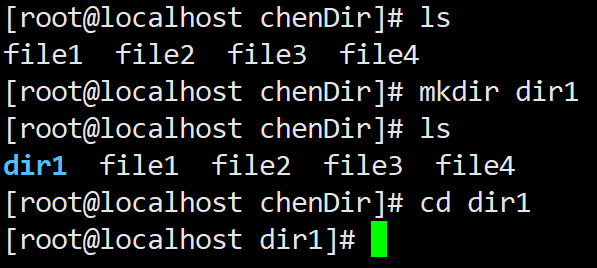 [root@localhost chenDir]# ls
file1  file2  file3  file4
[root@localhost chenDir]# mkdir dir1
[root@localhost chenDir]# ls
dir1  file1  file2  file3  file4
[root@localhost chenDir]# cd dir1
[root@localhost dir1]#